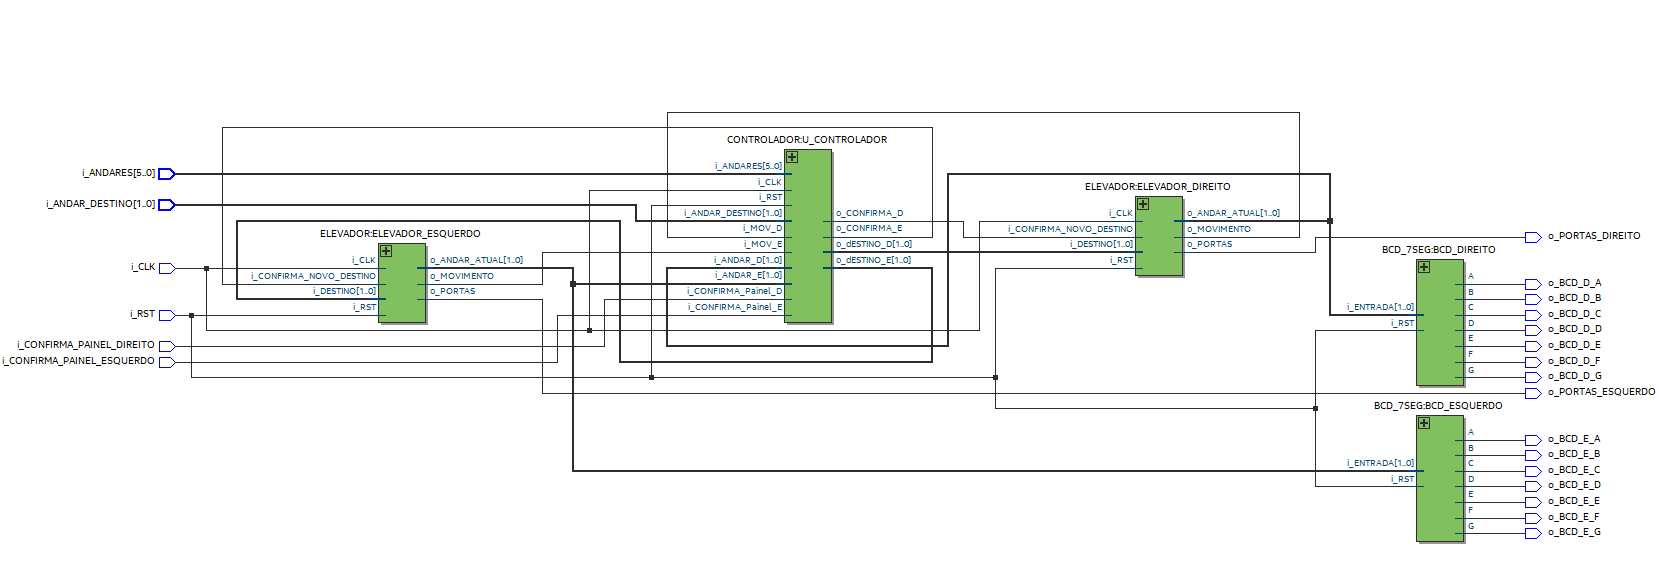 CONTROLADOR:U_CONTROLADOR
i_ANDARES[5..0]
i_CLK
i_RST
i_ANDAR_DESTINO[1..0]
i_MOV_D
i_MOV_E
i_ANDAR_D[1..0]
i_ANDAR_E[1..0]
i_CONFIRMA_Painel_D
i_CONFIRMA_Painel_E
o_CONFIRMA_D
o_CONFIRMA_E
o_dESTINO_D[1..0]
o_dESTINO_E[1..0]
i_ANDARES[5..0]
i_ANDAR_DESTINO[1..0]
i_CLK
i_RST
i_CONFIRMA_PAINEL_DIREITO
i_CONFIRMA_PAINEL_ESQUERDO
ELEVADOR:ELEVADOR_ESQUERDO
i_CLK
i_CONFIRMA_NOVO_DESTINO
i_DESTINO[1..0]
i_RST
o_ANDAR_ATUAL[1..0]
o_MOVIMENTO
o_PORTAS
ELEVADOR:ELEVADOR_DIREITO
i_CLK
i_CONFIRMA_NOVO_DESTINO
i_DESTINO[1..0]
i_RST
o_ANDAR_ATUAL[1..0]
o_MOVIMENTO
o_PORTAS
o_PORTAS_DIREITO
BCD_7SEG:BCD_DIREITO
i_ENTRADA[1..0]
i_RST
A
B
C
D
E
F
G
o_BCD_D_A
o_BCD_D_B
o_BCD_D_C
o_BCD_D_D
o_BCD_D_E
o_BCD_D_F
o_BCD_D_G
o_PORTAS_ESQUERDO
BCD_7SEG:BCD_ESQUERDO
i_ENTRADA[1..0]
i_RST
A
B
C
D
E
F
G
o_BCD_E_A
o_BCD_E_B
o_BCD_E_C
o_BCD_E_D
o_BCD_E_E
o_BCD_E_F
o_BCD_E_G